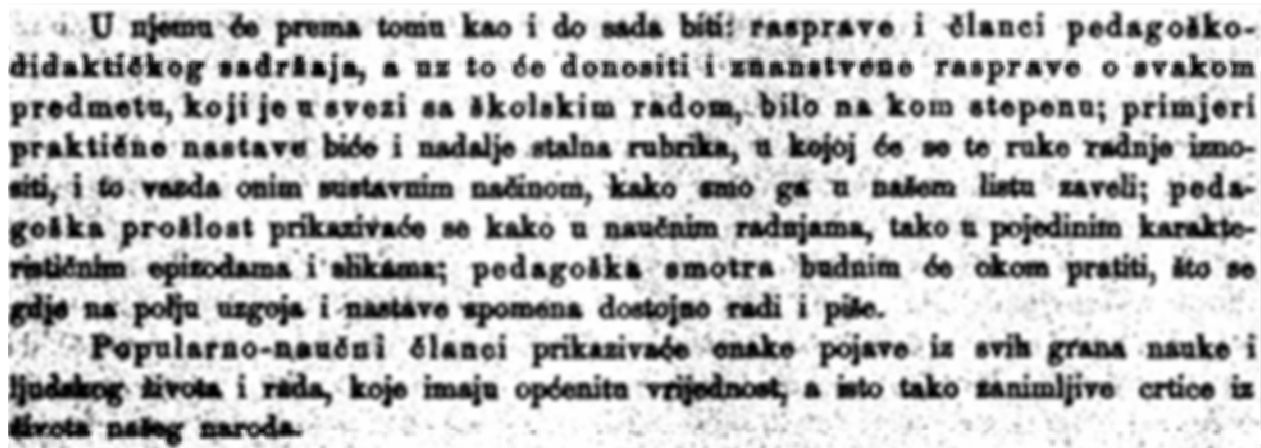 U njemu će prema tomu kao i do sada biti: rasprave i članci pedagoško-
didaktičkog sadržaja, a uz to će donositi i znanstvene rasprave o svakom
predmetu, koji je u svezi sa školskim radom, bilo na kom stepenu; primjeri
praktične nastave biće i nadalje stalna rubrika, u kojoj će se te ruke radnje izno-
siti, i to vazda onim sustavnim načinom, kako smo ga u našem listu zaveli; peda-
goška prošlost prikazivaće se kako u naučnim radnjama, tako u pojedinim karakte-
rističnim epizodama i slikama; pedagoška smotra budnim će okom pratiti, što se
gdje na polju uzgoja i nastave spomena dostojno radi i piše.
Popularno-naučni članci prikazivaće onake pojave iz svih grana nauke i
ljudskog života i rada, koje imaju općenitu vrijednost, a isto tako zanimljive crtice iz
života našeg naroda.